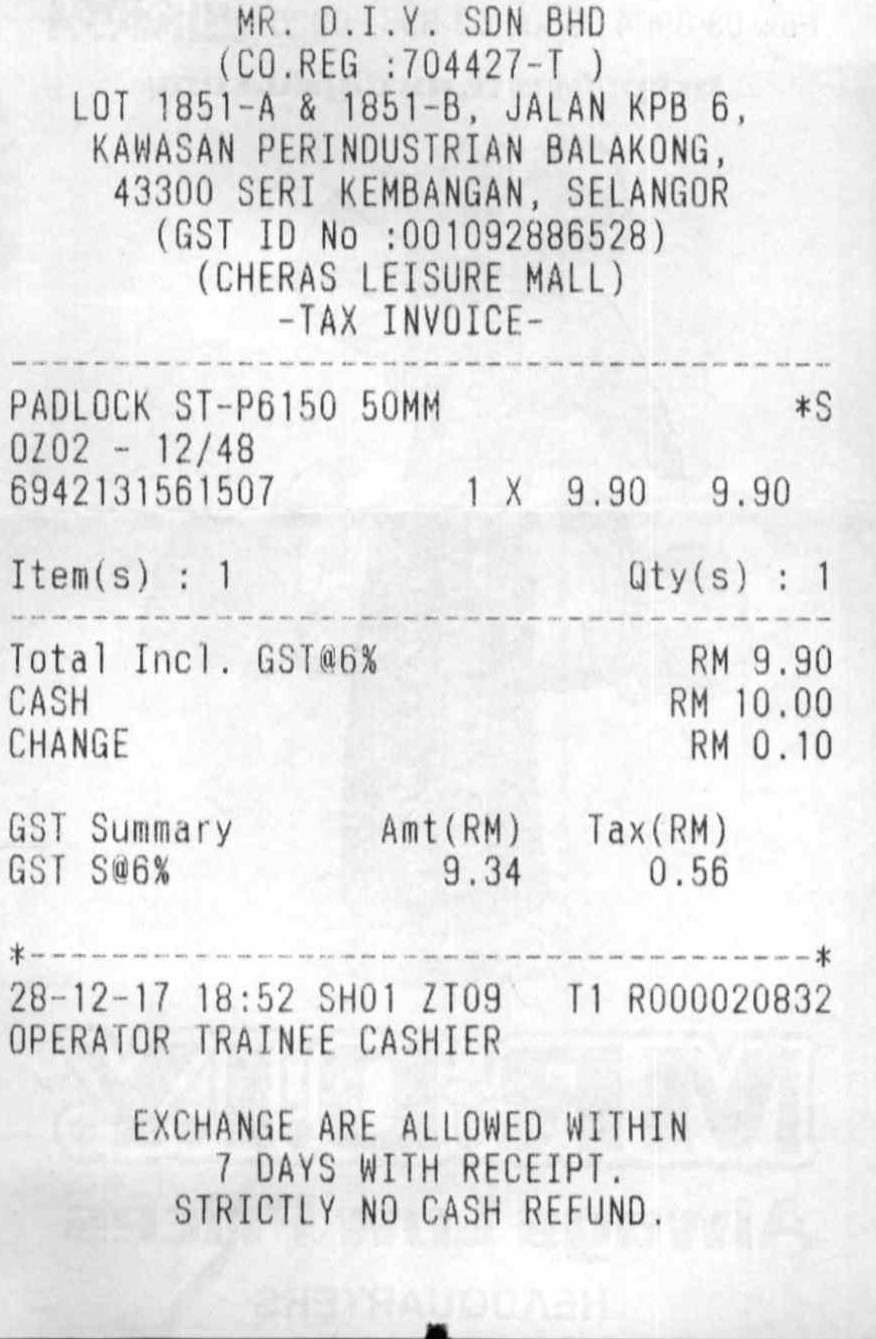 MR. D.I.Y. SDN BHD
(CO.REG :704427-T )
LOT 1851-A & 1851-B, JALAN KPB 6,
KAWASAN PERINDUSTRIAN BALAKONG,
43300 SERI KEMBANGAN, SELANGOR
(GST ID No :001092886528)
(CHERAS LEISURE MALL)
-TAX INVOICE-
PADLOCK ST-P6150 50MM *S
OZ02 - 12/48
6942131561507 1 X 9.90 9.90
Item(s) : 1 Qty(s) : 1
Total Incl. GST@6% RM 9.90
CASH RM 10.00
CHANGE RM 0.10
GST Summary Amt(RM) Tax(RM)
GST S@6% 9.34 0.56
28-12-17 18:52 SH01 ZT09 T1 R000020832
OPERATOR TRAINEE CASHIER
EXCHANGE ARE ALLOWED WITHIN
7 DAYS WITH RECEIPT.
STRICTLY NO CASH REFUND.
HEADQUARTERS